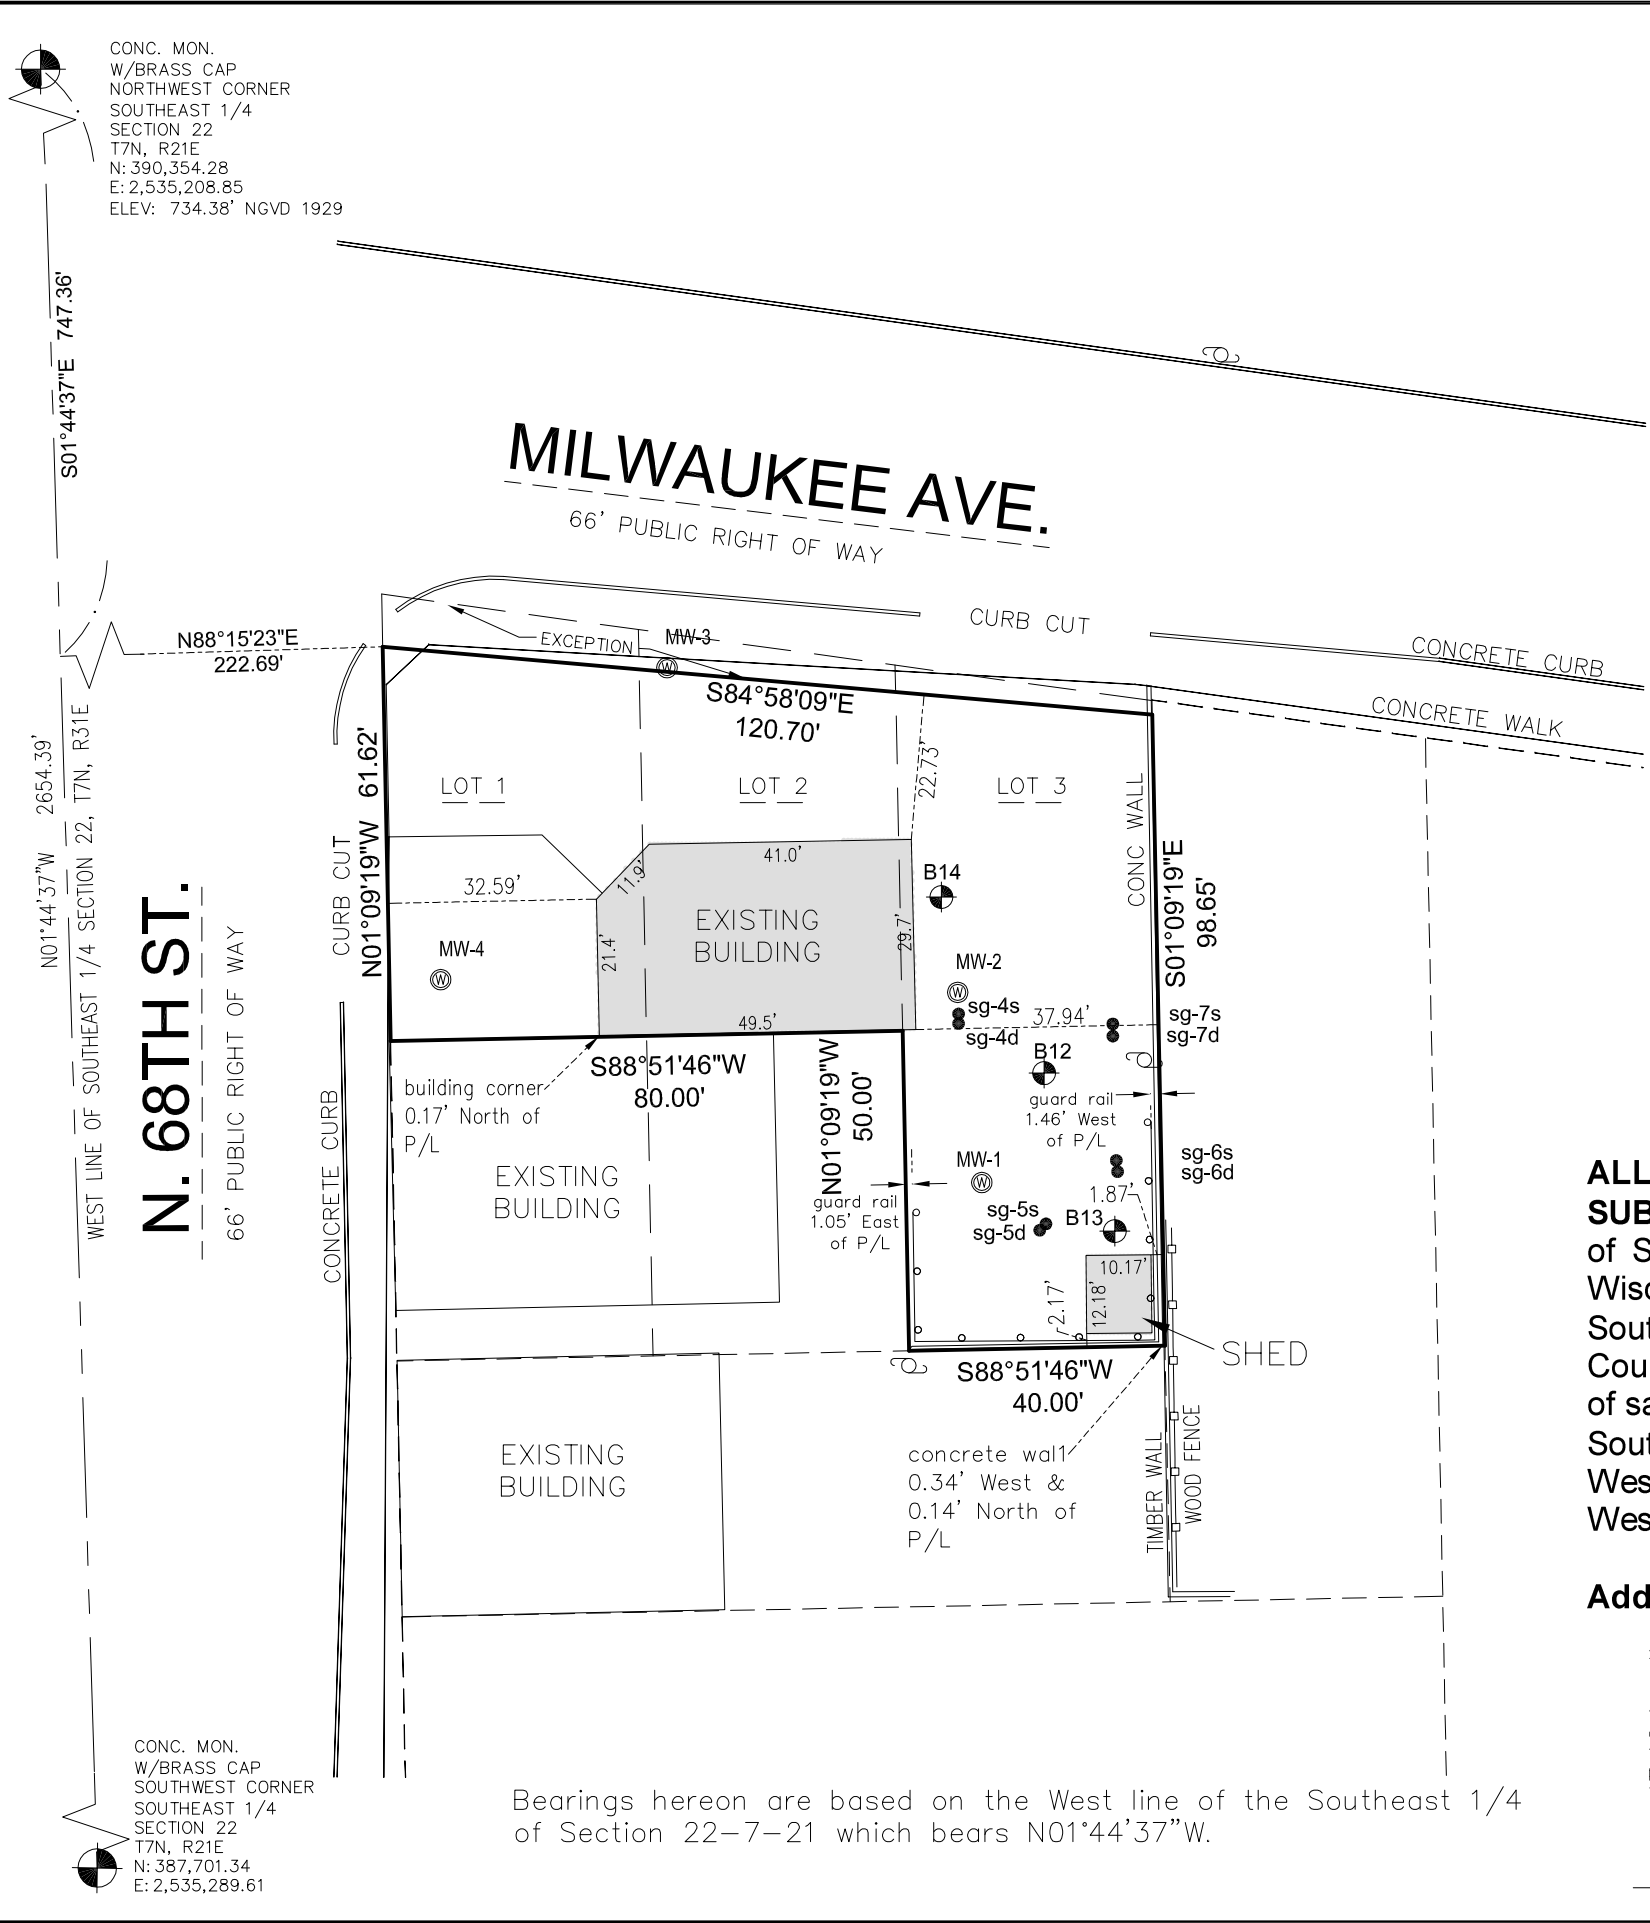 CONC. MON.
W/BRASS CAP
NORTHWEST CORNER
SOUTHEAST 1/4
SECTION 22
T7N, R21E
N: 390,354.28
E: 2,535,208.85
ELEV: 734.38' NGVD 1929
S01°44'37"E 747.36'
MILWAUKEE AVE.
66' PUBLIC RIGHT OF WAY
CURB CUT
CONCRETE CURB
CONCRETE WALK
N88°15'23"E
222.69'
EXCEPTION
MW-3
S84°58'09"E
120.70'
N01°44'37"W 2654.39'
WEST LINE OF SOUTHEAST 1/4 SECTION 22, T7N, R31E
N. 68TH ST.
66' PUBLIC RIGHT OF WAY
CURB CUT
CONCRETE CURB
N01°09'19"W 61.62'
LOT 1
LOT 2
LOT 3
22.73'
CONC WALL
S01°09'19"E
98.65'
32.59'
11.9'
41.0'
21.4'
29.7'
49.5'
EXISTING
BUILDING
B14
MW-4
MW-2
sg-4s
sg-4d
37.94'
sg-7s
sg-7d
B12
S88°51'46"W
80.00'
building corner
0.17' North of
P/L
N01°09'19"W
50.00'
guard rail
1.46' West
of P/L
EXISTING
BUILDING
MW-1
sg-6s
sg-6d
1.87'
guard rail
1.05' East
of P/L
sg-5s
sg-5d
B13
10.17'
12.18'
2.17'
SHED
S88°51'46"W
40.00'
EXISTING
BUILDING
concrete wall
0.34' West &
0.14' North of
P/L
TIMBER WALL
WOOD FENCE
ALL
SUB
of S
Wisc
Sout
Cou
of sa
Sout
Wes
Wes
Add
CONC. MON.
W/BRASS CAP
SOUTHWEST CORNER
SOUTHEAST 1/4
SECTION 22
T7N, R21E
N: 387,701.34
E: 2,535,289.61
Bearings hereon are based on the West line of the Southeast 1/4
of Section 22-7-21 which bears N01°44'37"W.